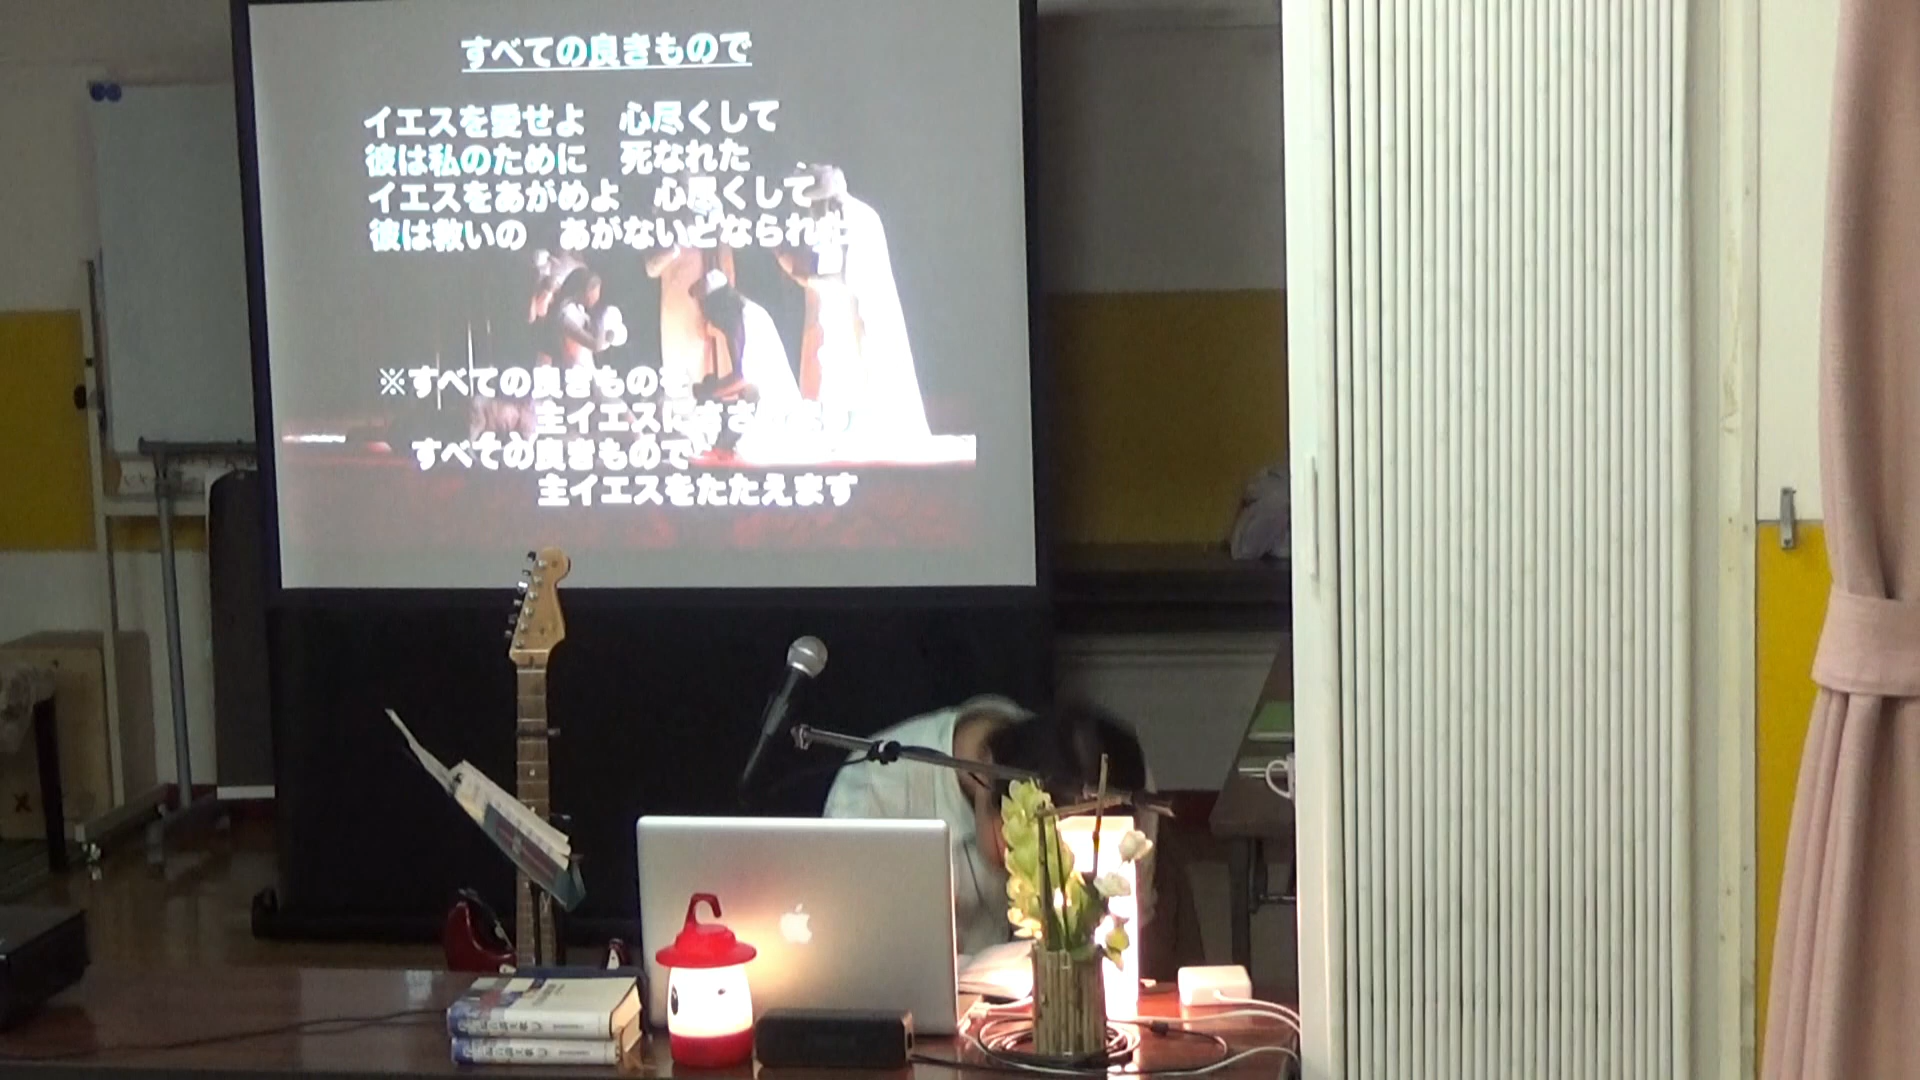 すべての良きもので
イエスを愛せよ　心尽くして
彼は私のために　死なれた
イエスをあがめよ　心尽くして
彼は救いの　あがないとなられた
※すべての良きものを
主イエスにささげます
すべての良きもので
主イエスをたたえます